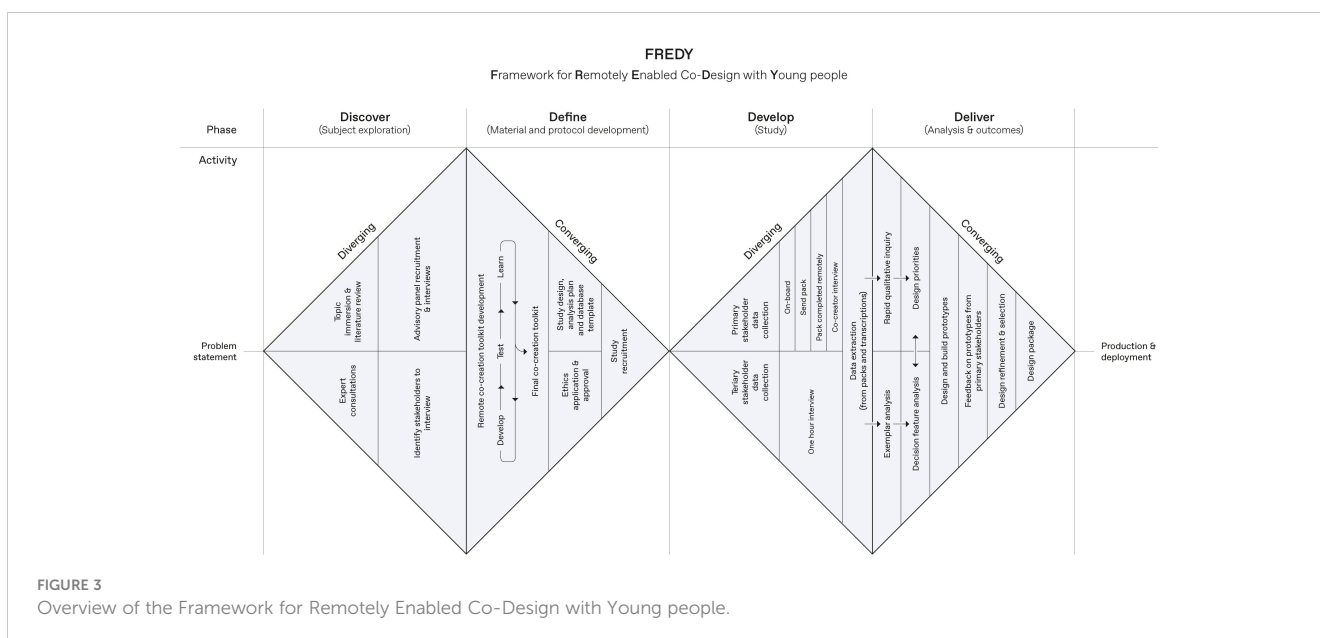 FREDY
Framework for Remotely Enabled Co-Design with Young people
Phase
Discover
(Subject exploration)
Define
(Material and protocol development)
Develop
(Study)
Deliver
(Analysis & outcomes)
Activity
Problem
statement
Diverging
Topic
immersion &
literature review
Expert
consultations
Advisory panel recruitment
& interviews
Identify stakeholders to
interview
Converging
Remote co-creation toolkit development
Develop
Test
Learn
Final co-creation toolkit
Study design,
analysis plan
and database
template
Ethics
application &
approval
Study
recruitment
Diverging
Primary
stakeholder
data
collection
Teriary
stakeholder
data
collection
On-board
Send pack
Pack completed remotely
Co-creator interview
One hour interview
Data extraction
(from packs and transcriptions)
Converging
Rapid qualitative inquiry
Exemplar analysis
Design priorities
Decision feature analysis
Design and build prototypes
Feedback on prototypes from
primary stakeholders
Design refinement & selection
Design package
Production &
deployment
FIGURE 3
Overview of the Framework for Remotely Enabled Co-Design with Young people.